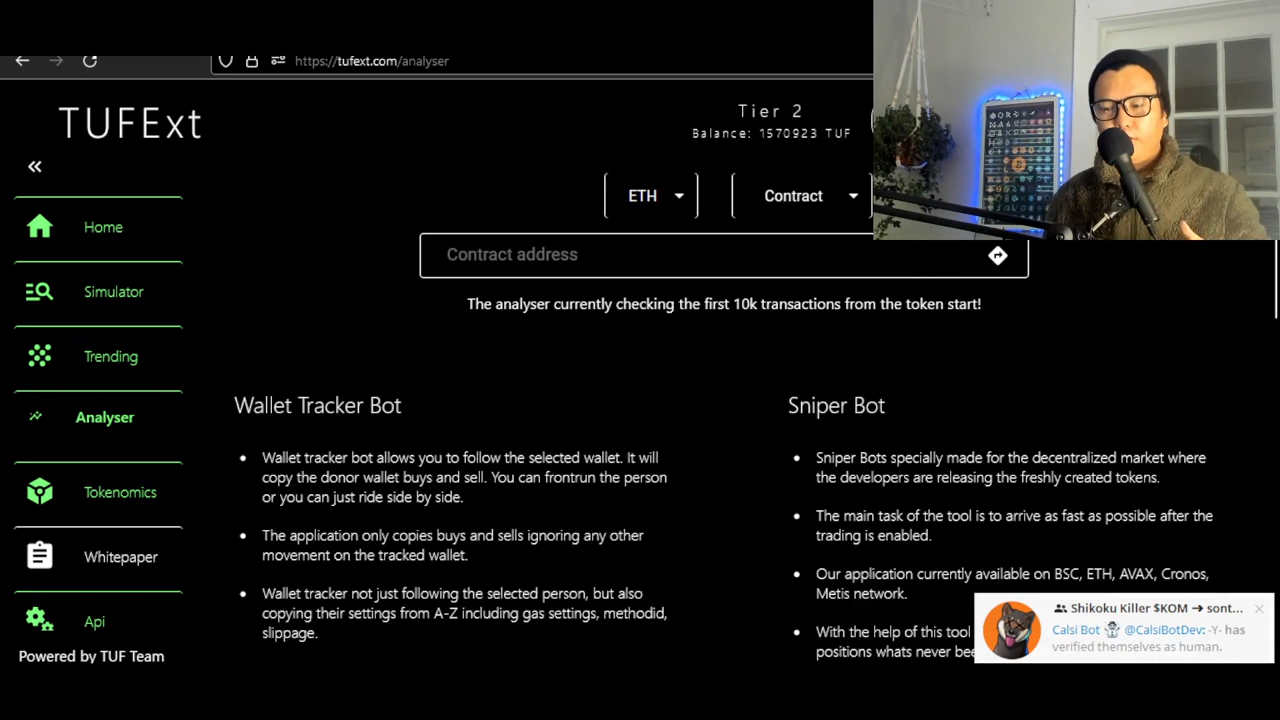 https://tufext.com/analyser
TUFExt
Tier 2
Balance: 1570923 TUF
ETH
Contract
Contract address
The analyser currently checking the first 10k transactions from the token start!
Home
Simulator
Trending
Analyser
Tokenomics
Whitepaper
Api
Powered by TUF Team
Wallet Tracker Bot
Wallet tracker bot allows you to follow the selected wallet. It will
copy the donor wallet buys and sell. You can frontrun the person
or you can just ride side by side.
The application only copies buys and sells ignoring any other
movement on the tracked wallet.
Wallet tracker not just following the selected person, but also
copying their settings from A-Z including gas settings, methodid,
slippage.
Sniper Bot
Sniper Bots specially made for the decentralized market where
the developers are releasing the freshly created tokens.
The main task of the tool is to arrive as fast as possible after the
trading is enabled.
Our application currently available on BSC, ETH, AVAX, Cronos,
Metis network.
With the help of this tool
positions whats never bee
Shikoku Killer $KOM ➔ sont...
Calsi Bot @CalsiBotDev: -Y- has
verified themselves as human.